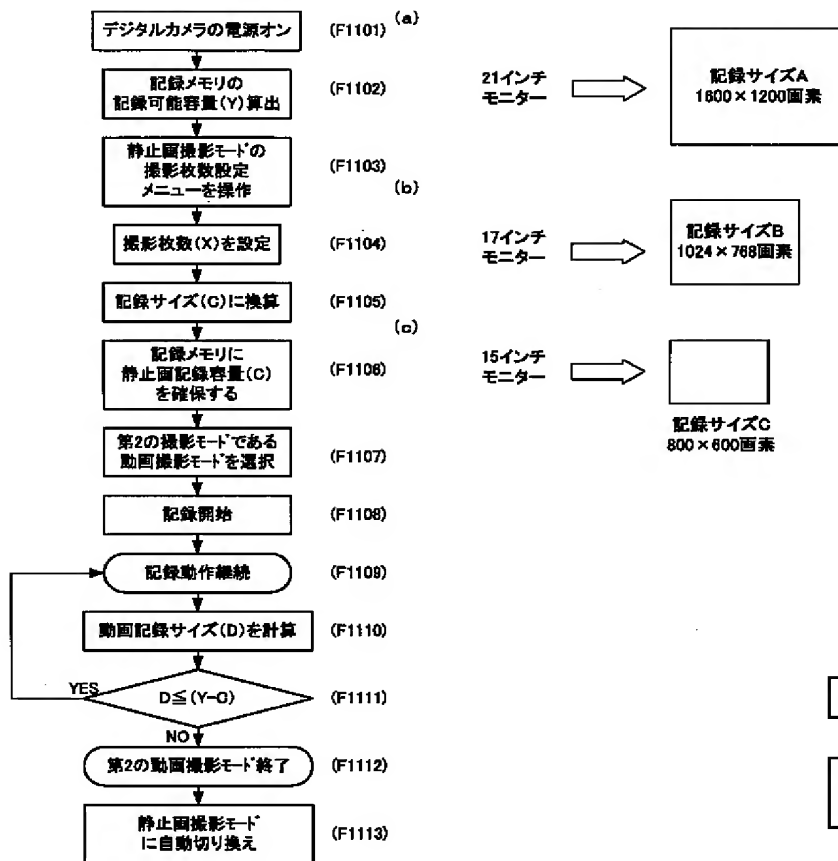 デジタルカメラの電源オン
(F1101)
記録メモリの
記録可能容量(Y)算出
(F1102)
静止画撮影モードの
撮影枚数設定
メニューを操作
(F1103)
撮影枚数(X)を設定
(F1104)
記録サイズ(C)に換算
(F1105)
記録メモリに
静止画記録容量(C)
を確保する
(F1106)
第2の撮影モードである
動画撮影モードを選択
(F1107)
記録開始
(F1108)
記録動作継続
(F1109)
動画記録サイズ(D)を計算
(F1110)
YES
D≦(Y-C)
(F1111)
NO
第2の動画撮影モード終了
(F1112)
静止画撮影モード
に自動切り換え
(F1113)
(a)
21インチ
モニター
記録サイズA
1600×1200画素
(b)
17インチ
モニター
記録サイズB
1024×768画素
(c)
15インチ
モニター
記録サイズC
800×600画素